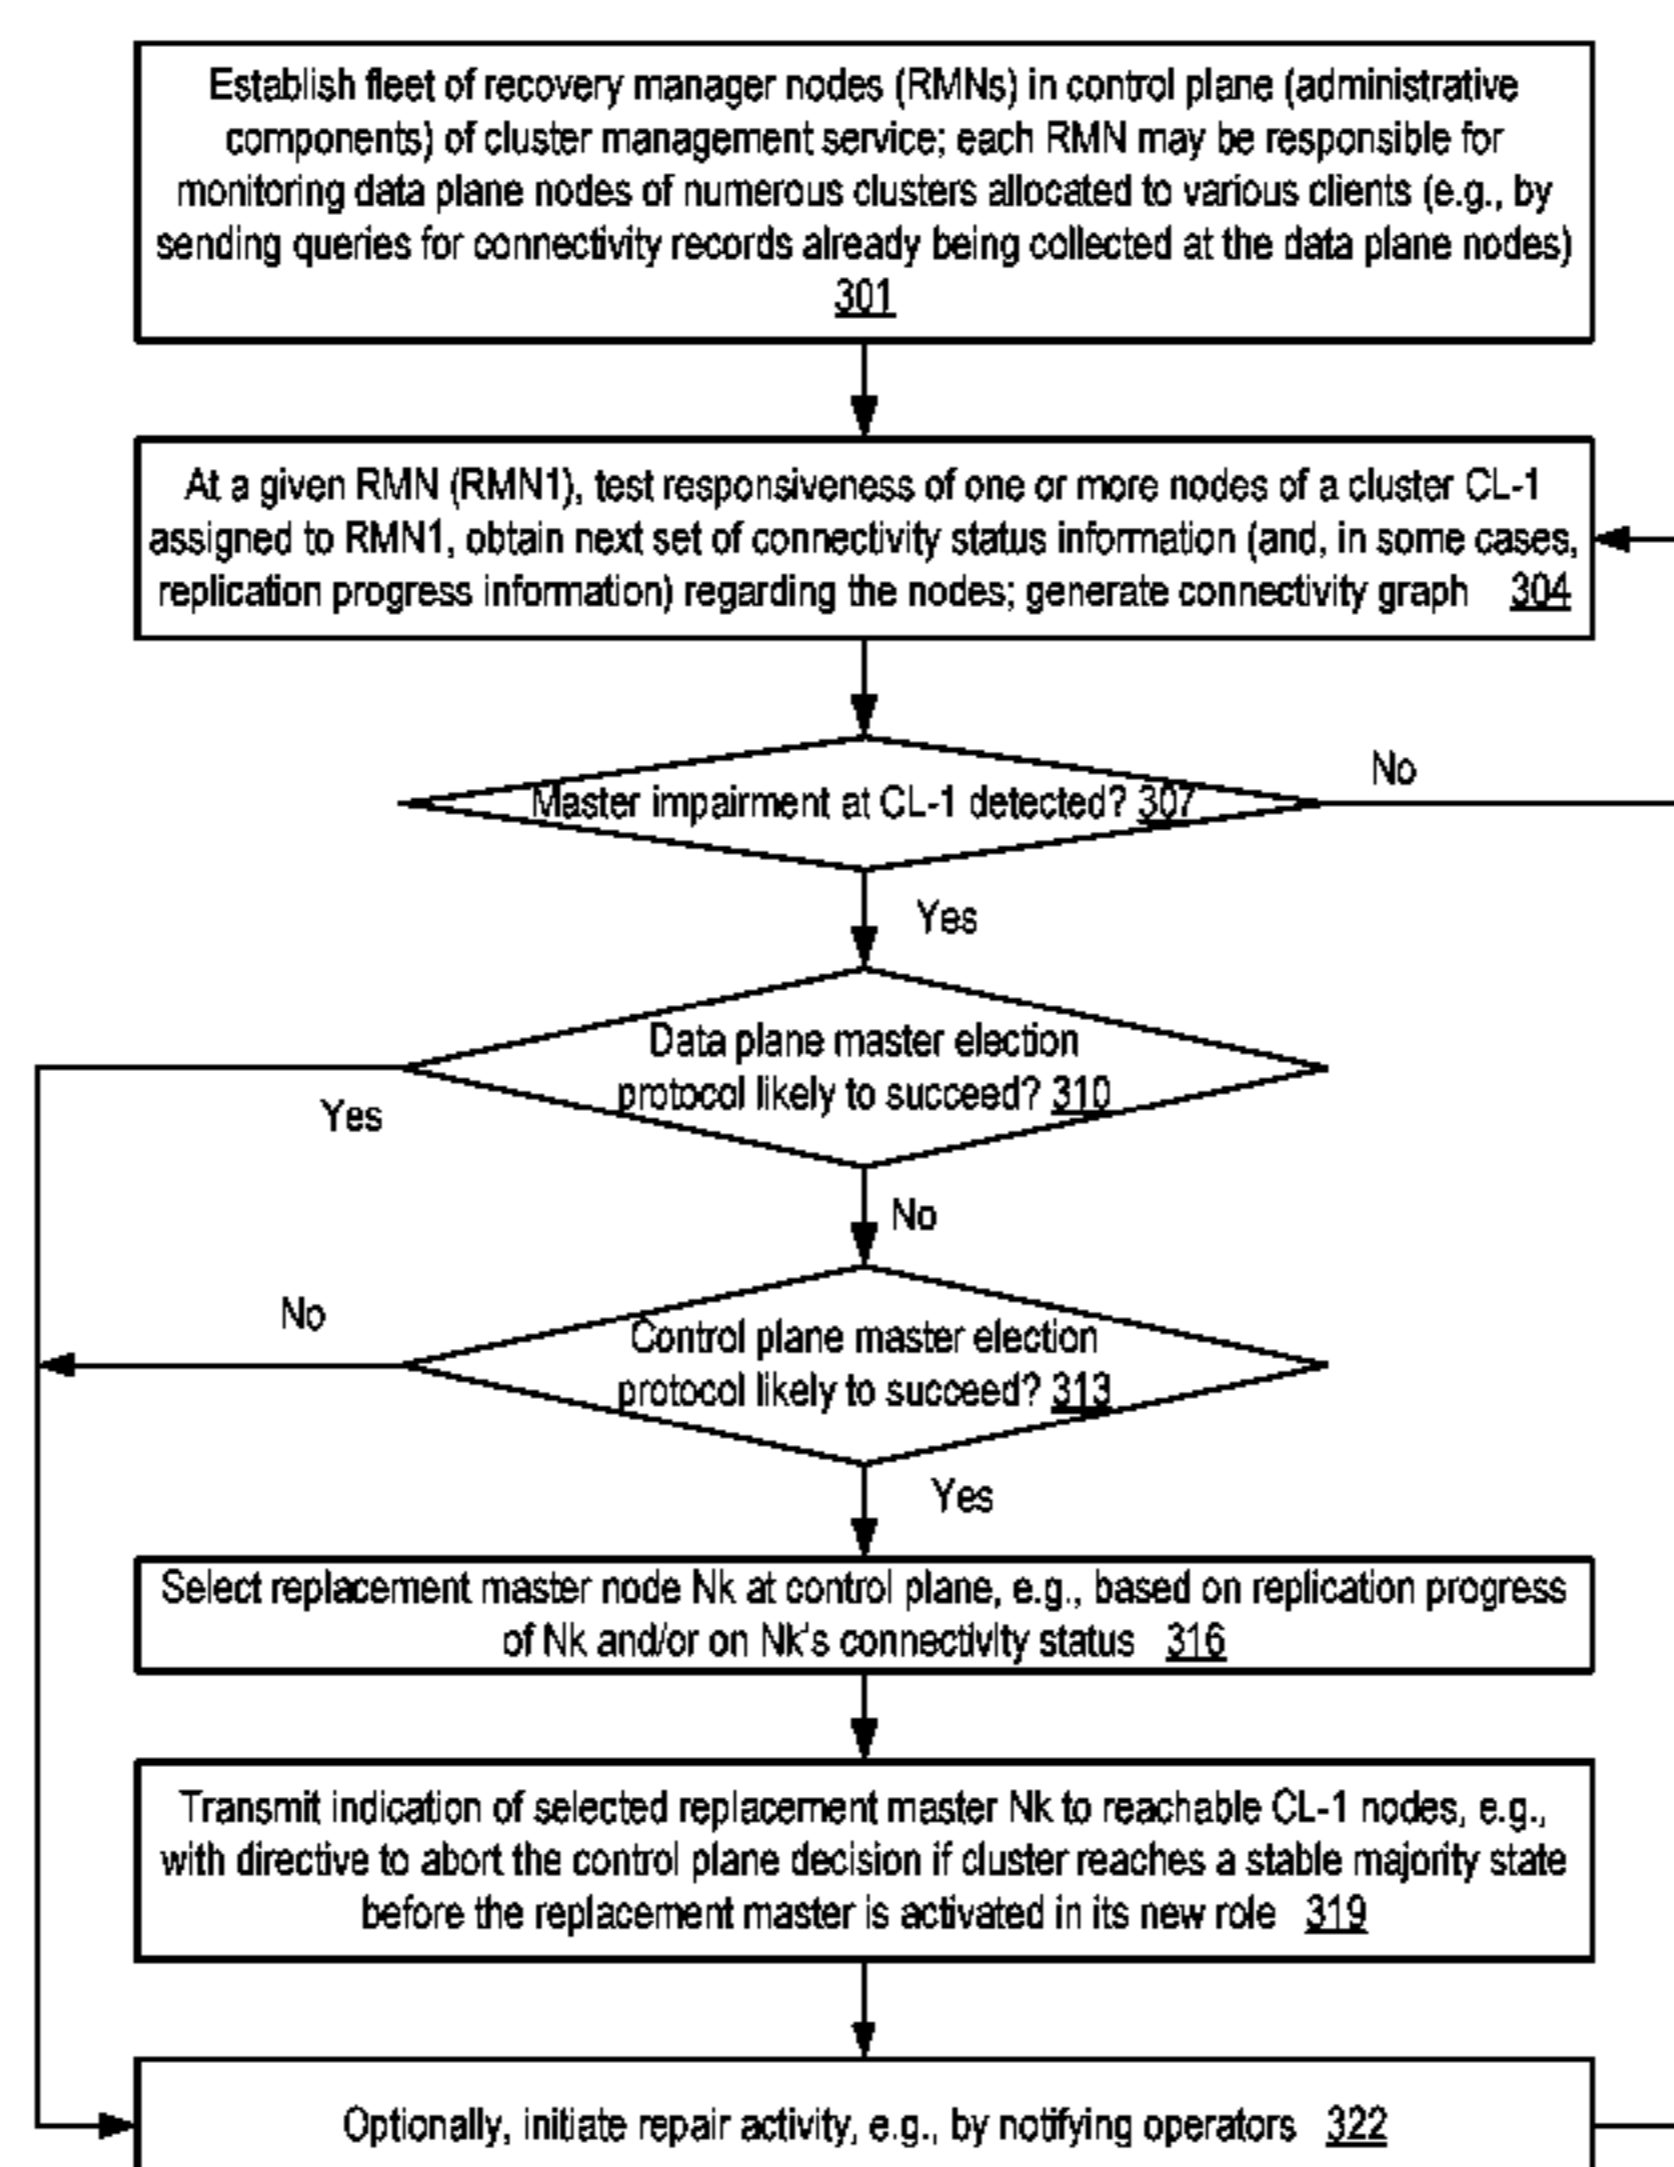 Establish fleet of recovery manager nodes (RMNs) in control plane (administrative
components) of cluster management service; each RMN may be responsible for
monitoring data plane nodes of numerous clusters allocated to various clients (e.g., by
sending queries for connectivity records already being collected at the data plane nodes)
301
At a given RMN (RMN1), test responsiveness of one or more nodes of a cluster CL-1
assigned to RMN1, obtain next set of connectivity status information (and, in some cases,
replication progress information) regarding the nodes; generate connectivity graph 304
Master impairment at CL-1 detected? 307
No
Yes
Data plane master election
protocol likely to succeed? 310
Yes
No
Control plane master election
protocol likely to succeed? 313
No
Yes
Select replacement master node Nk at control plane, e.g., based on replication progress
of Nk and/or on Nk's connectivity status 316
Transmit indication of selected replacement master Nk to reachable CL-1 nodes, e.g.,
with directive to abort the control plane decision if cluster reaches a stable majority state
before the replacement master is activated in its new role 319
Optionally, initiate repair activity, e.g., by notifying operators 322